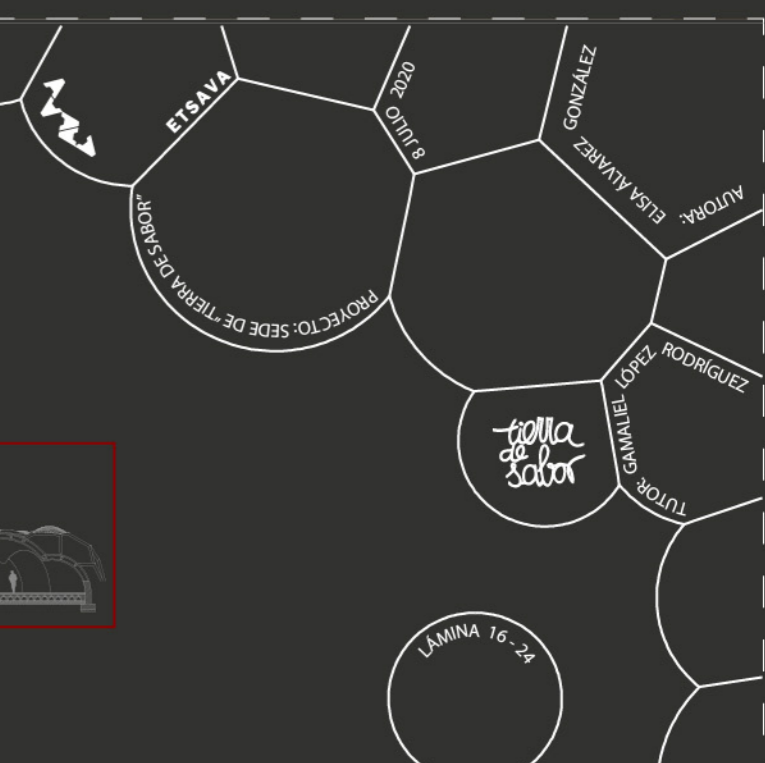 ETSAVA
8 JULIO 2020
AUTORA: ELISA ÁLVAREZ GONZÁLEZ
PROYECTO: SEDE DE "TIERRA DE SABOR"
TUTOR: GAMALIEL LÓPEZ RODRÍGUEZ
tierra
de
sabor
LÁMINA 16 - 24